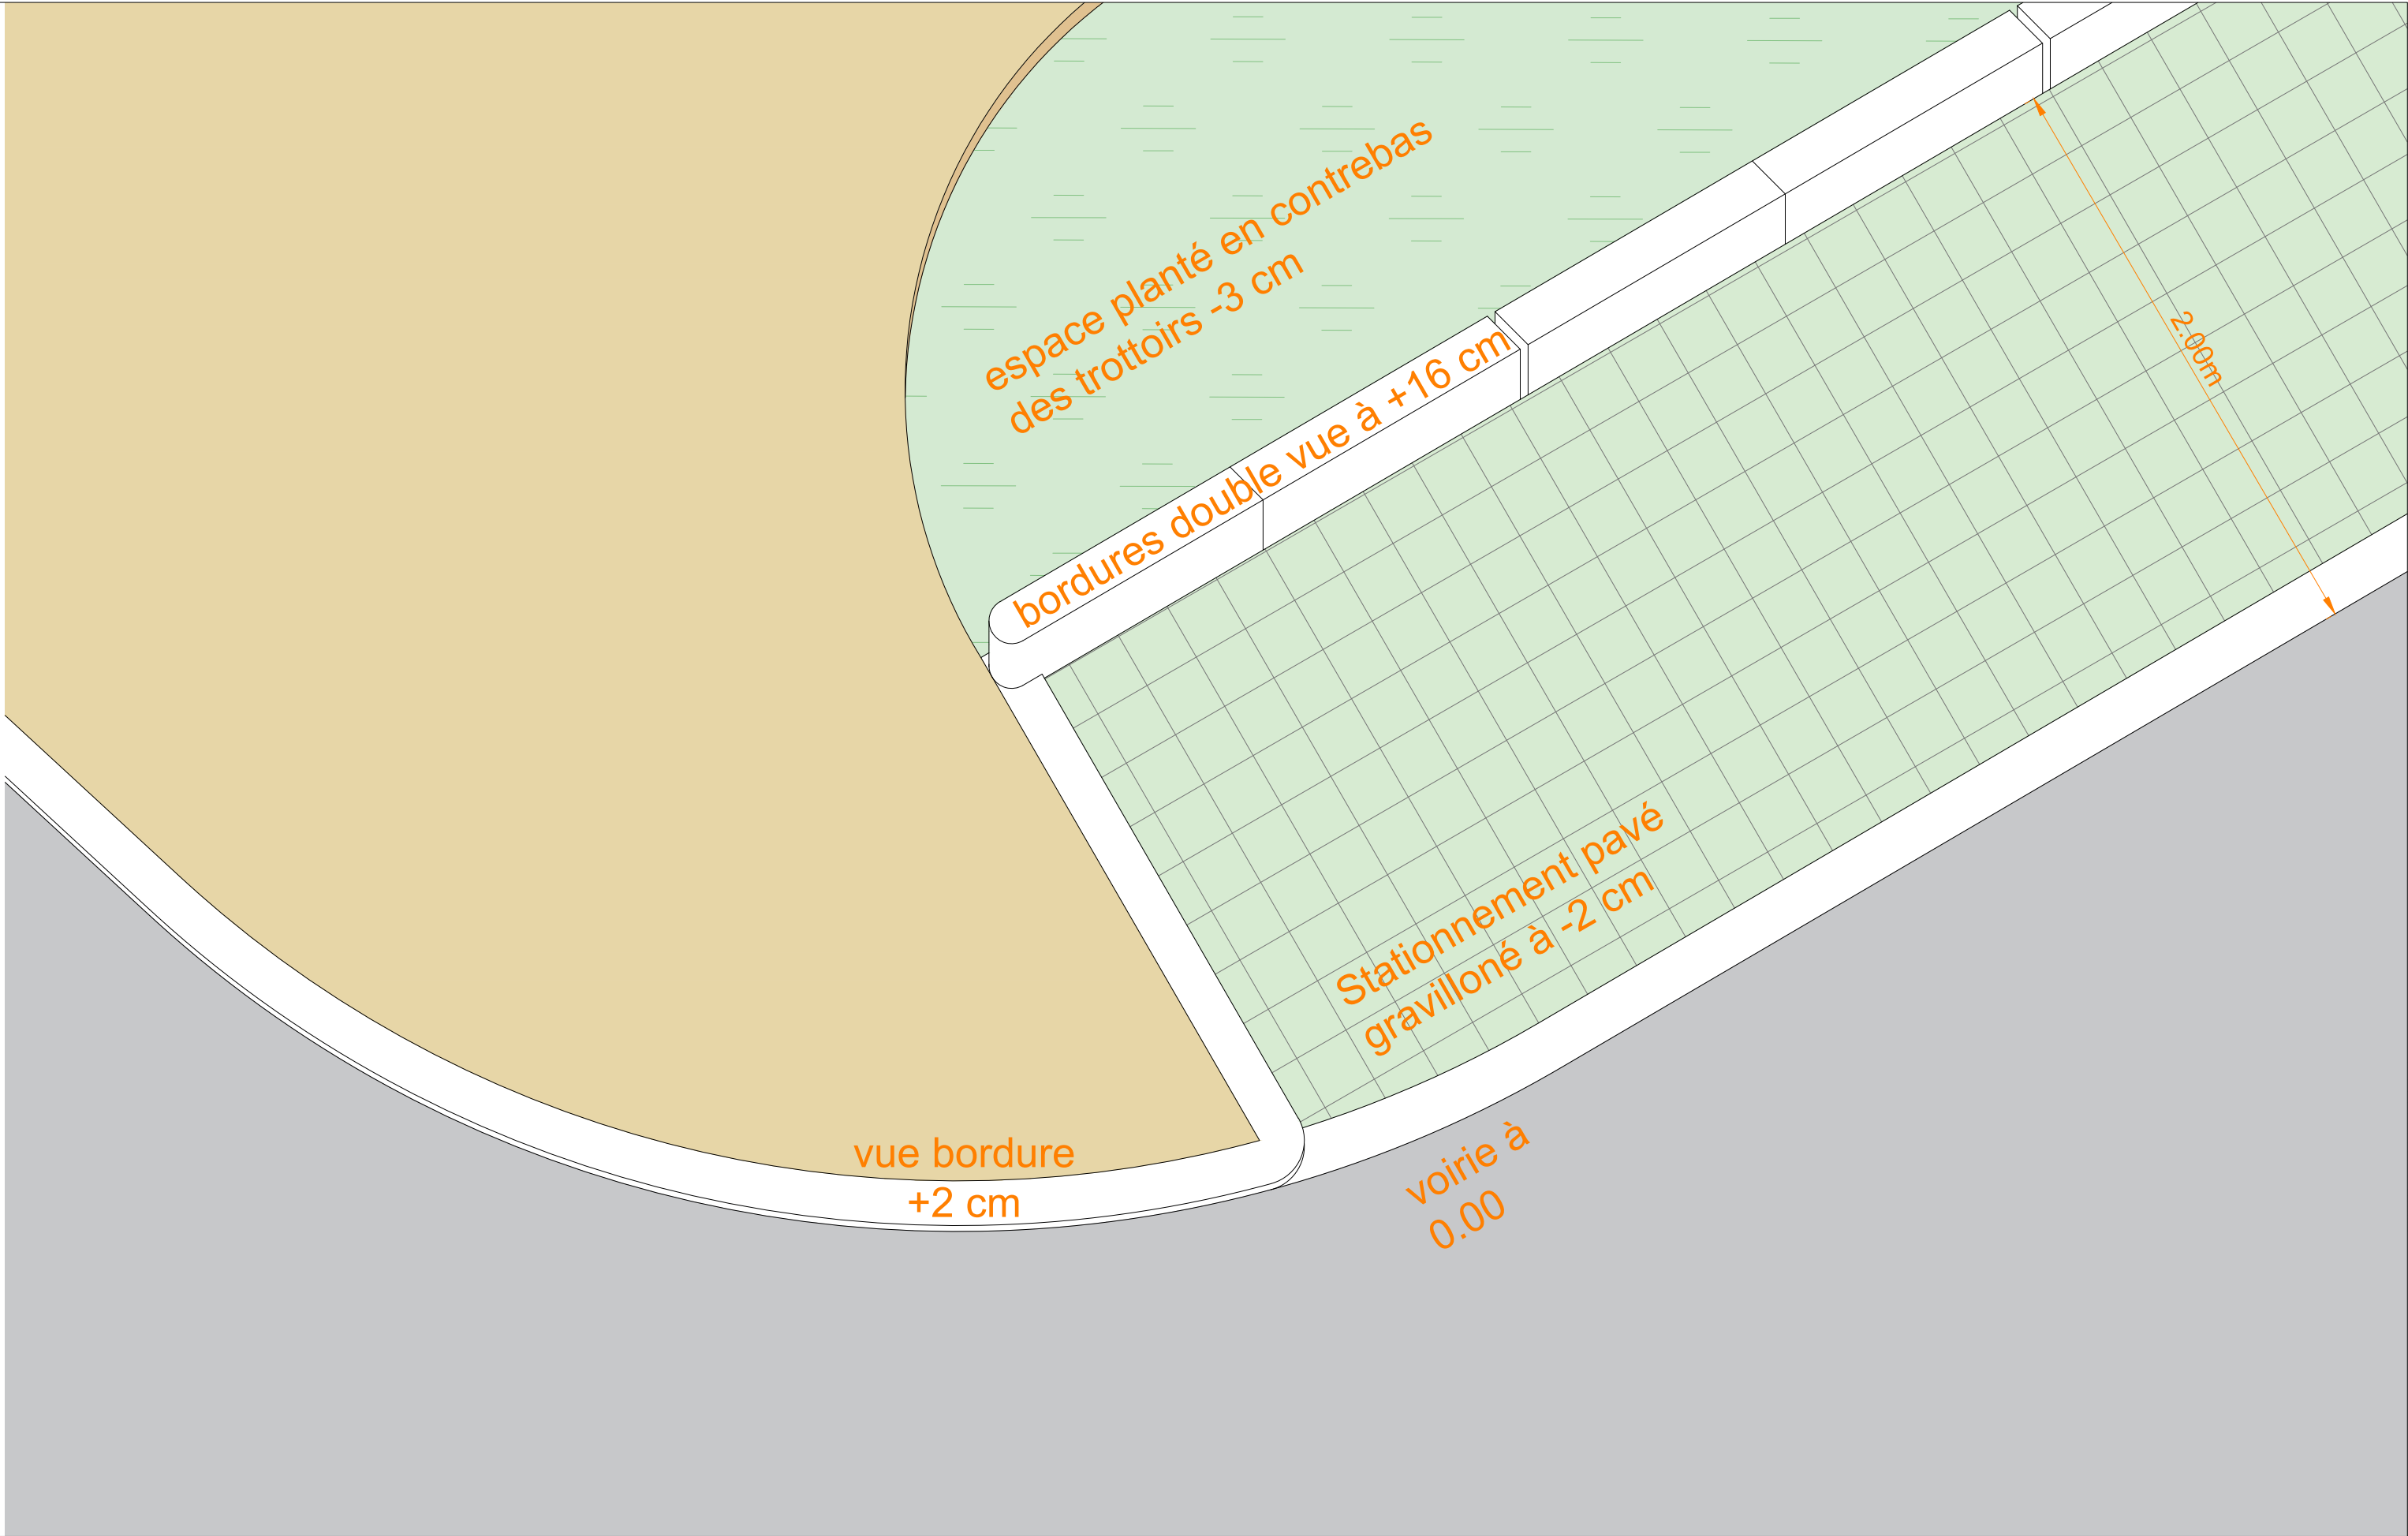 espace planté en contrebas
des trottoirs -3 cm
bordures double vue à +16 cm
2.00m
Stationnement pavé
gravilloné à -2 cm
vue bordure
+2 cm
voirie à
0.00